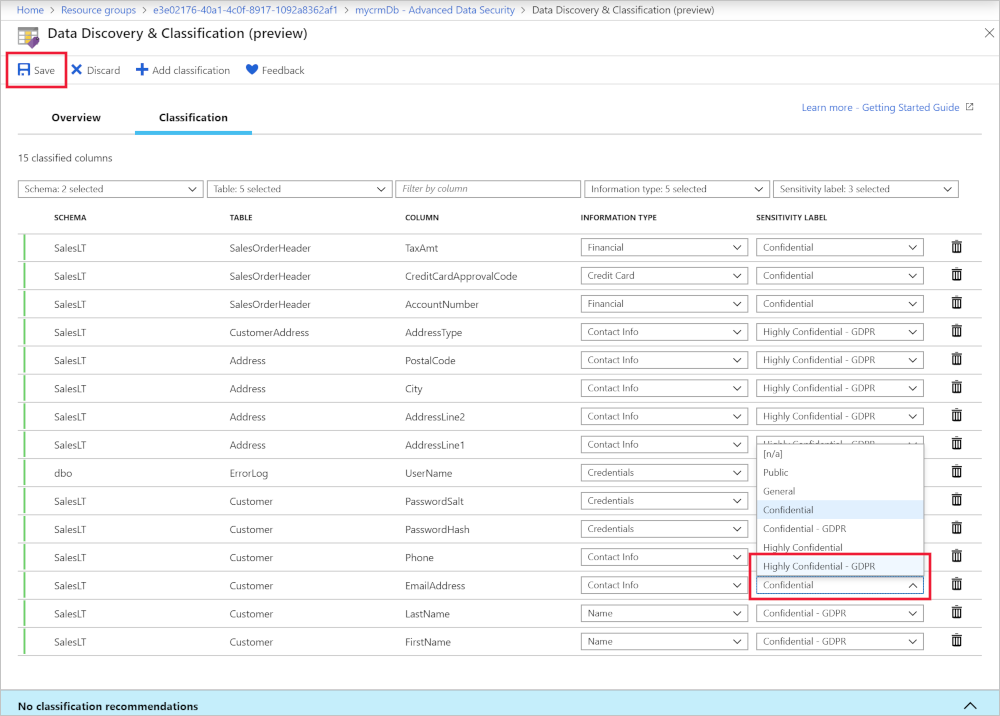 Home > Resource groups > e3e02176-40a1-4c0f-8917-1092a8362af1 > mycrmDb - Advanced Data Security > Data Discovery & Classification (preview)
Data Discovery & Classification (preview)
Save Discard Add classification Feedback
Learn more - Getting Started Guide
Overview Classification
15 classified columns
Schema: 2 selected Table: 5 selected Filter by column Information type: 5 selected Sensitivity label: 3 selected
SCHEMA TABLE COLUMN INFORMATION TYPE SENSITIVITY LABEL
SalesLT SalesOrderHeader TaxAmt Financial Confidential
SalesLT SalesOrderHeader CreditCardApprovalCode Credit Card Confidential
SalesLT SalesOrderHeader AccountNumber Financial Confidential
SalesLT CustomerAddress AddressType Contact Info Highly Confidential - GDPR
SalesLT Address PostalCode Contact Info Highly Confidential - GDPR
SalesLT Address City Contact Info Highly Confidential - GDPR
SalesLT Address AddressLine2 Contact Info Highly Confidential - GDPR
SalesLT Address AddressLine1 Contact Info Highly Confidential - GDPR
[n/a]
dbo ErrorLog UserName Credentials Public
General
SalesLT Customer PasswordSalt Credentials Confidential
SalesLT Customer PasswordHash Credentials Confidential - GDPR
Highly Confidential
SalesLT Customer Phone Contact Info Highly Confidential - GDPR
SalesLT Customer EmailAddress Contact Info Confidential
SalesLT Customer LastName Name Confidential - GDPR
SalesLT Customer FirstName Name Confidential - GDPR
No classification recommendations